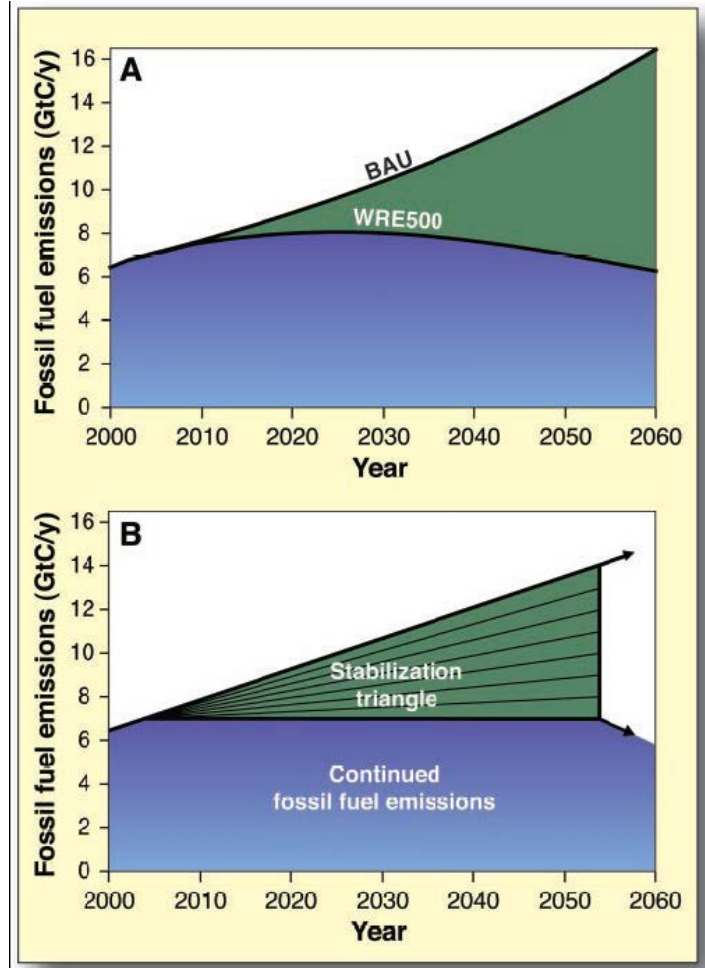 A
Fossil fuel emissions (GtC/y)
16
14
12
10
8
6
4
2
0
BAU
WRE500
2000 2010 2020 2030 2040 2050 2060
Year
B
Fossil fuel emissions (GtC/y)
16
14
12
10
8
6
4
2
0
Stabilization
triangle
Continued
fossil fuel emissions
2000 2010 2020 2030 2040 2050 2060
Year